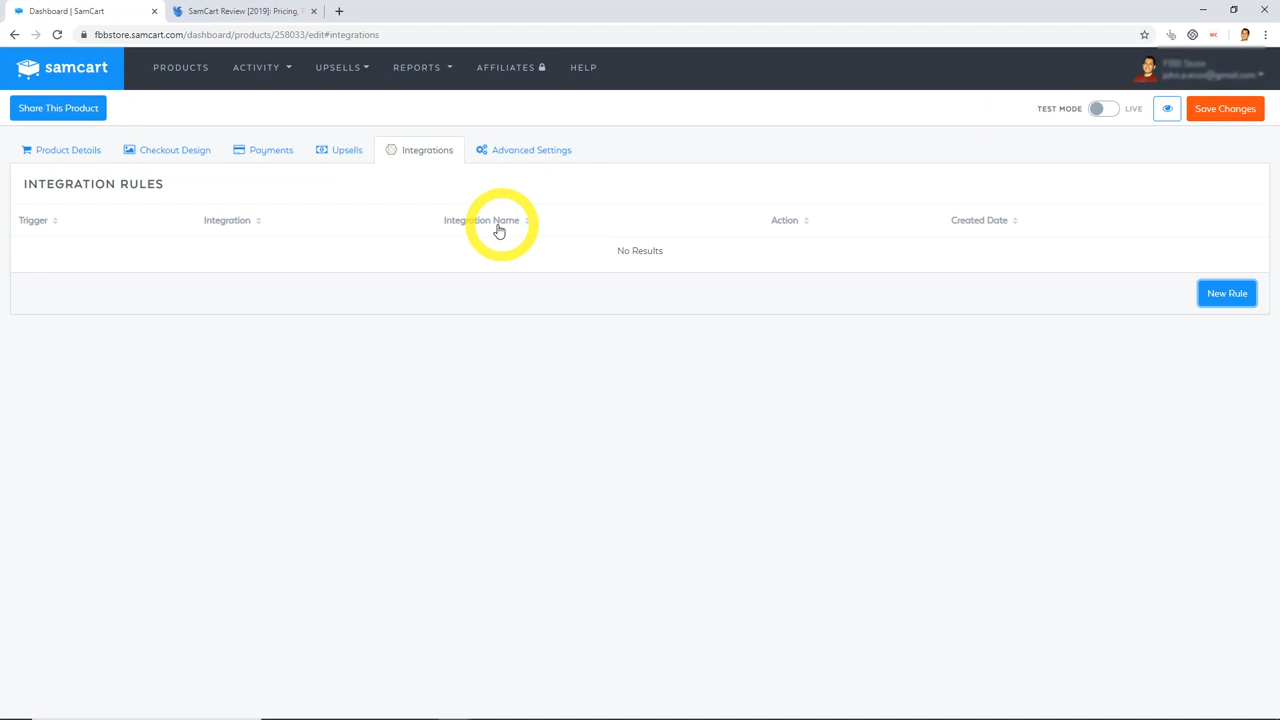 Dashboard | SamCart
SamCart Review [2019]: Pricing,
fbbstore.samcart.com/dashboard/products/258033/edit#integrations
samcart
PRODUCTS
ACTIVITY
UPSELLS
REPORTS
AFFILIATES
HELP
Share This Product
TEST MODE
LIVE
Save Changes
Product Details
Checkout Design
Payments
Upsells
Integrations
Advanced Settings
INTEGRATION RULES
Trigger
Integration
Integration Name
Action
Created Date
No Results
New Rule